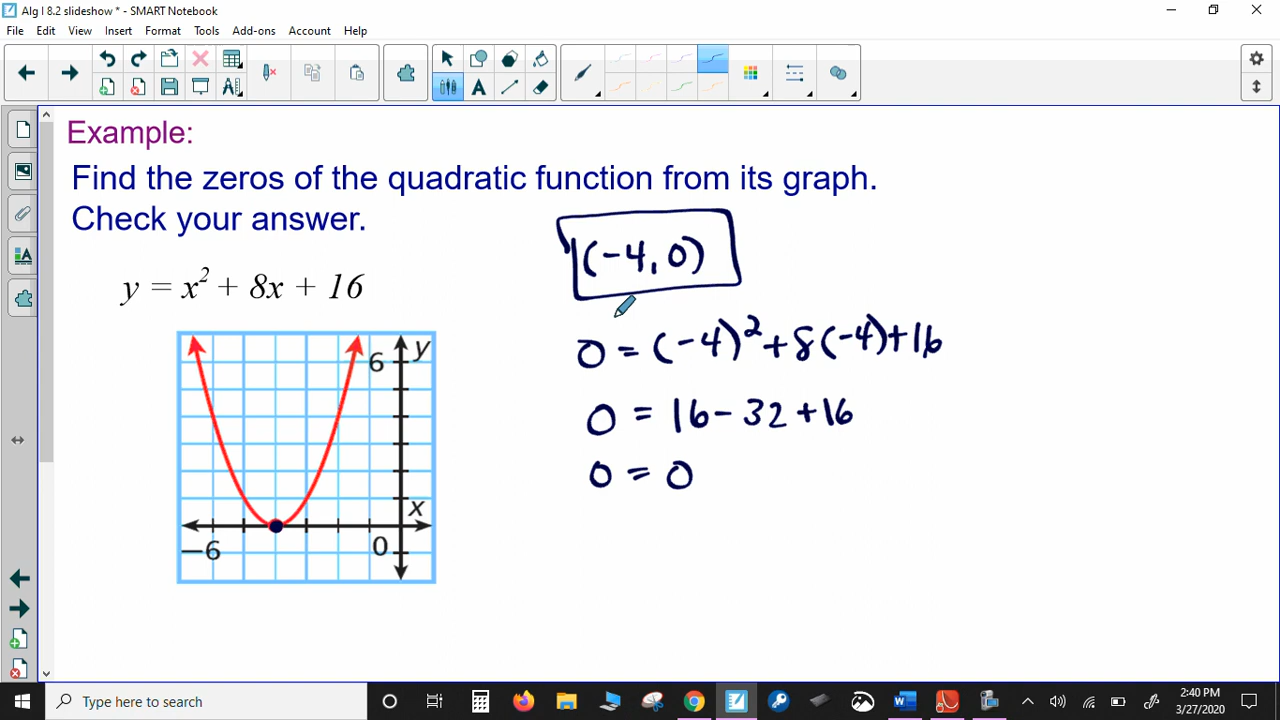 Alg I 8.2 slideshow * - SMART Notebook
File Edit View Insert Format Tools Add-ons Account Help
Example:
Find the zeros of the quadratic function from its graph.
Check your answer.
(-4, 0)
y = x² + 8x + 16
0 = (-4)² + 8(-4) + 16
0 = 16 - 32 + 16
0 = 0
6 y
x
−6 0
Type here to search
2:40 PM
3/27/2020